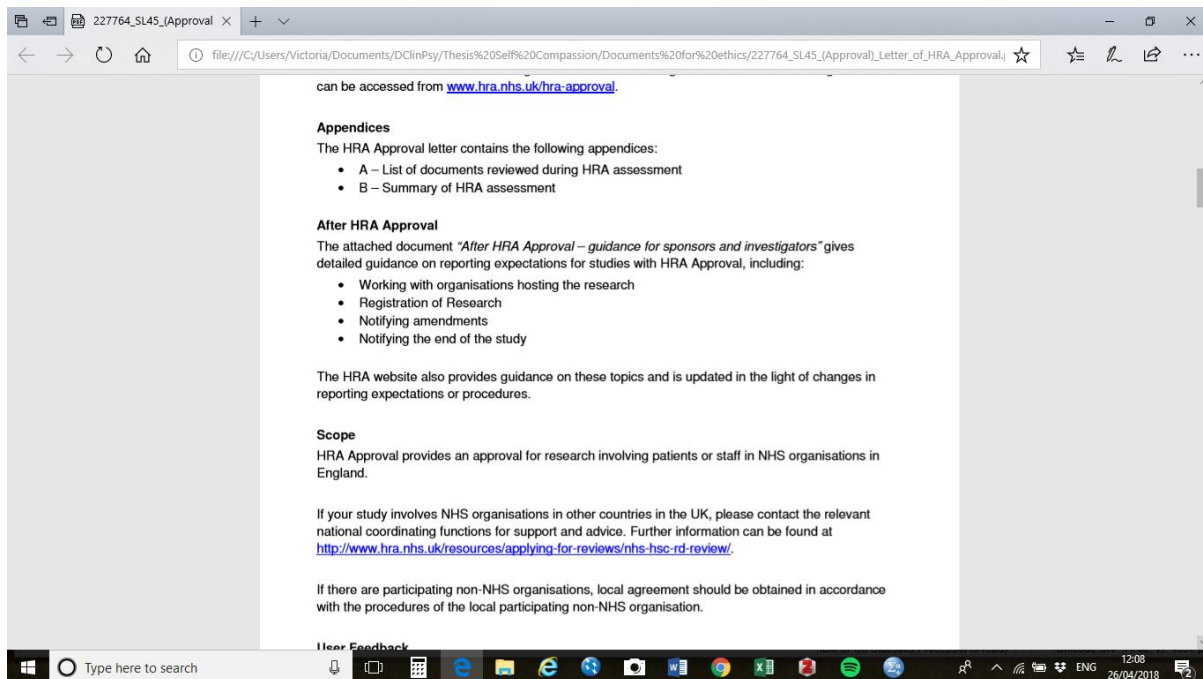 227764_SL45_(Approval
file:///C:/Users/Victoria/Documents/DClinPsy/Thesis%20Self%20Compassion/Documents%20for%20ethics/227764_SL45_(Approval)_Letter_of_HRA_Approval.
can be accessed from www.hra.nhs.uk/hra-approval.
Appendices
The HRA Approval letter contains the following appendices:
• A – List of documents reviewed during HRA assessment
• B – Summary of HRA assessment
After HRA Approval
The attached document “After HRA Approval – guidance for sponsors and investigators” gives
detailed guidance on reporting expectations for studies with HRA Approval, including:
• Working with organisations hosting the research
• Registration of Research
• Notifying amendments
• Notifying the end of the study
The HRA website also provides guidance on these topics and is updated in the light of changes in
reporting expectations or procedures.
Scope
HRA Approval provides an approval for research involving patients or staff in NHS organisations in
England.
If your study involves NHS organisations in other countries in the UK, please contact the relevant
national coordinating functions for support and advice. Further information can be found at
http://www.hra.nhs.uk/resources/applying-for-reviews/nhs-hsc-rd-review/.
If there are participating non-NHS organisations, local agreement should be obtained in accordance
with the procedures of the local participating non-NHS organisation.
User Feedback
Type here to search
ENG
12:08
26/04/2018